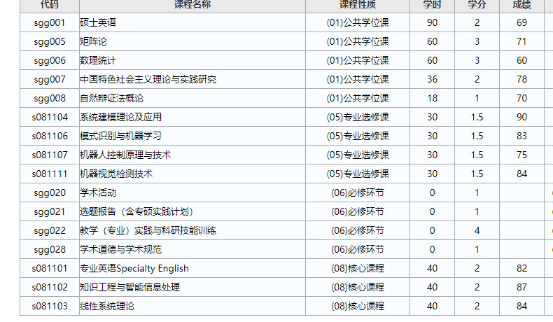 代码 课程名称 课程性质 学时 学分 成绩
sgg001 硕士英语 (01)公共学位课 90 2 69
sgg005 矩阵论 (01)公共学位课 60 3 71
sgg006 数理统计 (01)公共学位课 60 3 60
sgg007 中国特色社会主义理论与实践研究 (01)公共学位课 36 2 78
sgg008 自然辩证法概论 (01)公共学位课 18 1 70
s081104 系统建模理论及应用 (05)专业选修课 30 1.5 90
s081106 模式识别与机器学习 (05)专业选修课 30 1.5 83
s081107 机器人控制原理与技术 (05)专业选修课 30 1.5 75
s081111 机器视觉检测技术 (05)专业选修课 30 1.5 84
sgg020 学术活动 (06)必修环节 0 1
sgg021 选题报告（含专硕实践计划） (06)必修环节 0 1
sgg022 教学（专业）实践与科研技能训练 (06)必修环节 0 4
sgg028 学术道德与学术规范 (06)必修环节 0 1
s081101 专业英语Specialty English (08)核心课程 40 2 82
s081102 知识工程与智能信息处理 (08)核心课程 40 2 87
s081103 线性系统理论 (08)核心课程 40 2 84